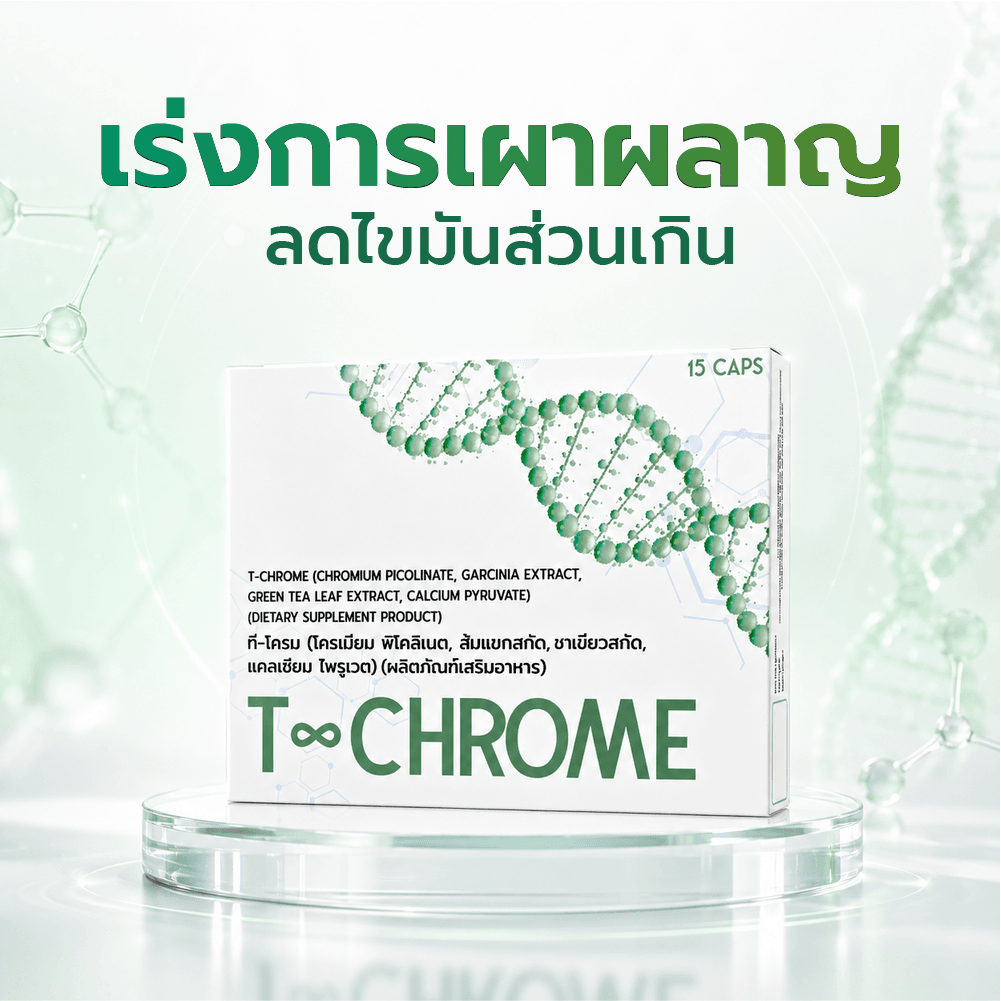 เร่งการเผาผลาญ
ลดไขมันส่วนเกิน
15 CAPS
T-CHROME (CHROMIUM PICOLINATE, GARCINIA EXTRACT,
GREEN TEA LEAF EXTRACT, CALCIUM PYRUVATE)
(DIETARY SUPPLEMENT PRODUCT)
ที-โครม (โครเมียม พิโคลิเนต, ส้มแขกสกัด, ชาเขียวสกัด,
แคลเซียม ไพรูเวต) (ผลิตภัณฑ์เสริมอาหาร)
T∞CHROME